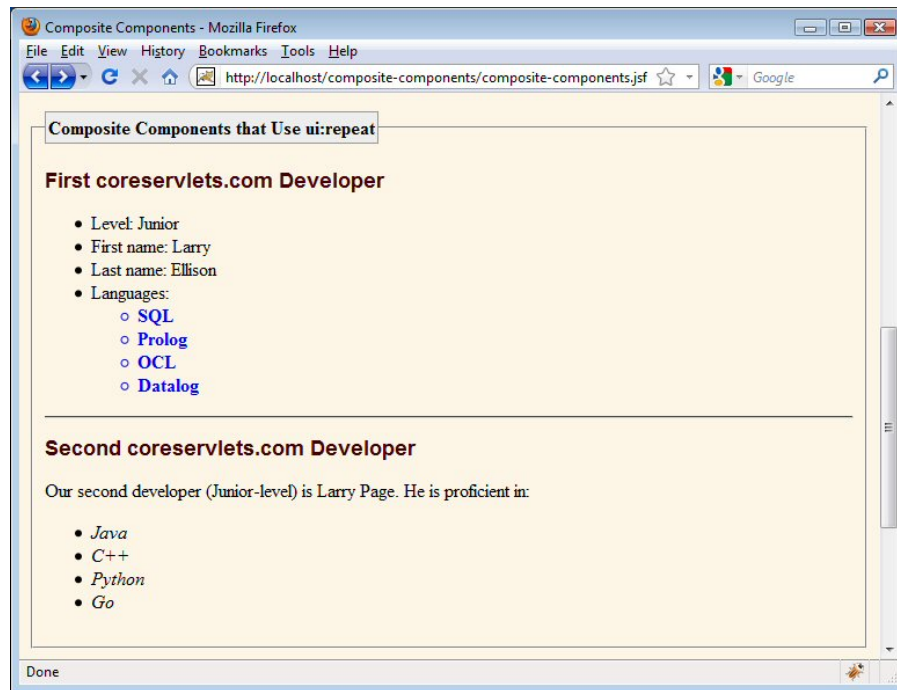 Composite Components - Mozilla Firefox
File Edit View History Bookmarks Tools Help
http://localhost/composite-components/composite-components.jsf
Google
Composite Components that Use ui:repeat
First coreservlets.com Developer
Level: Junior
First name: Larry
Last name: Ellison
Languages:
SQL
Prolog
OCL
Datalog
Second coreservlets.com Developer
Our second developer (Junior-level) is Larry Page. He is proficient in:
Java
C++
Python
Go
Done